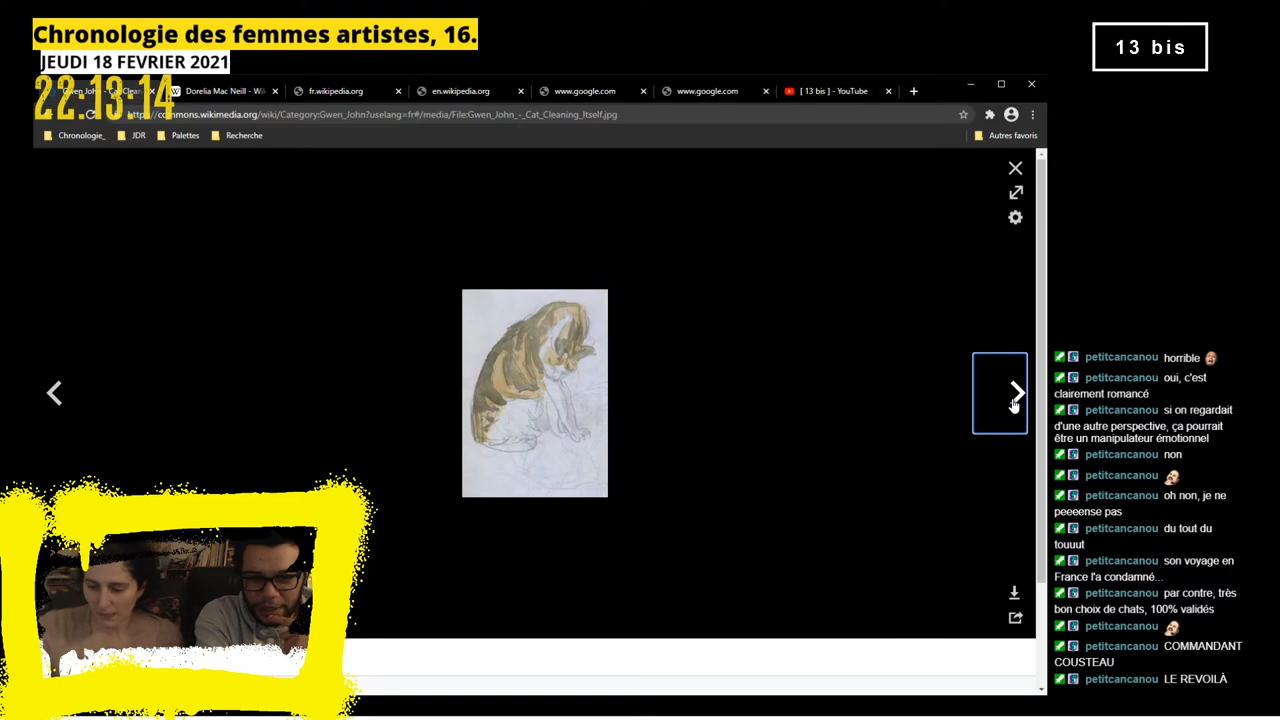 Chronologie des femmes artistes, 16.
JEUDI 18 FEVRIER 2021
22:13:14
13 bis
Dorelia Mac Neill - Wi
fr.wikipedia.org
en.wikipedia.org
www.google.com
www.google.com
[ 13 bis ] - YouTube
commons.wikimedia.org/wiki/Category:Gwen_John?uselang=fr#/media/File:Gwen_John_-_Cat_Cleaning_Itself.jpg
Chronologie_
JDR
Palettes
Recherche
Autres favoris
petitcancanou horrible
petitcancanou oui, c'est
clairement romancé
petitcancanou si on regardait
d'une autre perspective, ça pourrait
être un manipulateur émotionnel
petitcancanou non
petitcancanou
petitcancanou oh non, je ne
peeeense pas
petitcancanou du tout du
touuut
petitcancanou son voyage en
France l'a condamné...
petitcancanou par contre, très
bon choix de chats, 100% validés
petitcancanou
petitcancanou COMMANDANT
COUSTEAU
petitcancanou LE REVOILÀ